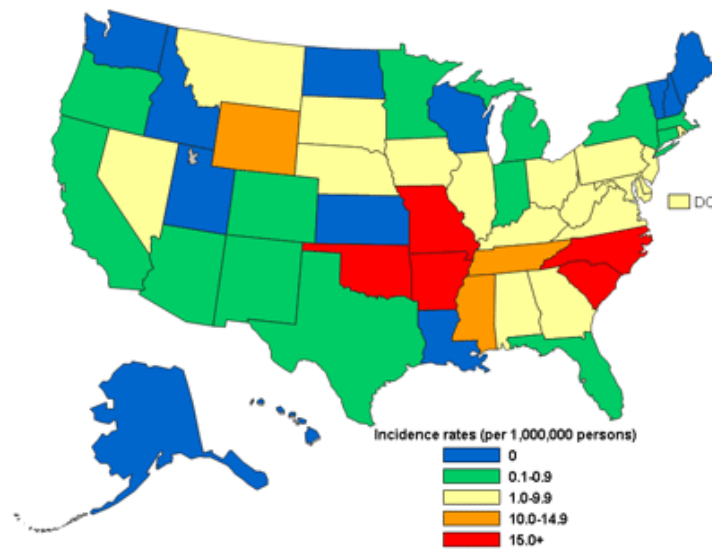 DC
Incidence rates (per 1,000,000 persons)
0
0.1-0.9
1.0-9.9
10.0-14.9
15.0+